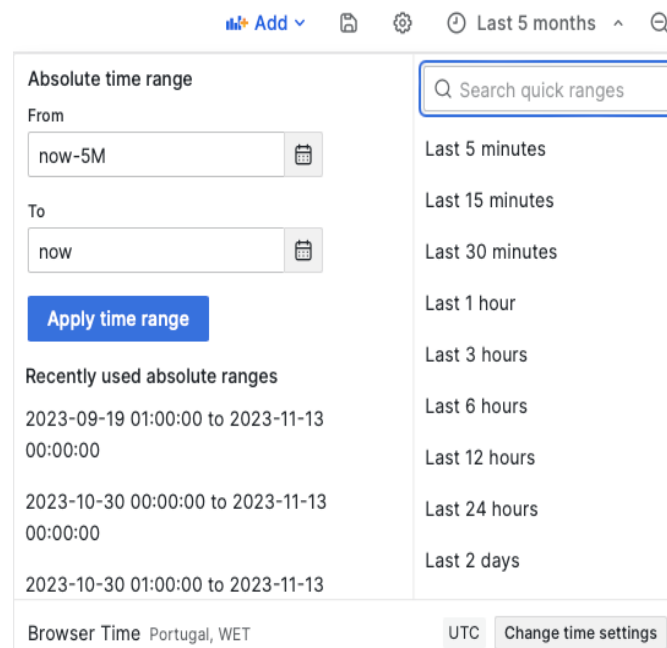 Add
Last 5 months
Absolute time range
From
now-5M
To
now
Apply time range
Recently used absolute ranges
2023-09-19 01:00:00 to 2023-11-13
00:00:00
2023-10-30 00:00:00 to 2023-11-13
00:00:00
2023-10-30 01:00:00 to 2023-11-13
Search quick ranges
Last 5 minutes
Last 15 minutes
Last 30 minutes
Last 1 hour
Last 3 hours
Last 6 hours
Last 12 hours
Last 24 hours
Last 2 days
Browser Time Portugal, WET
UTC
Change time settings